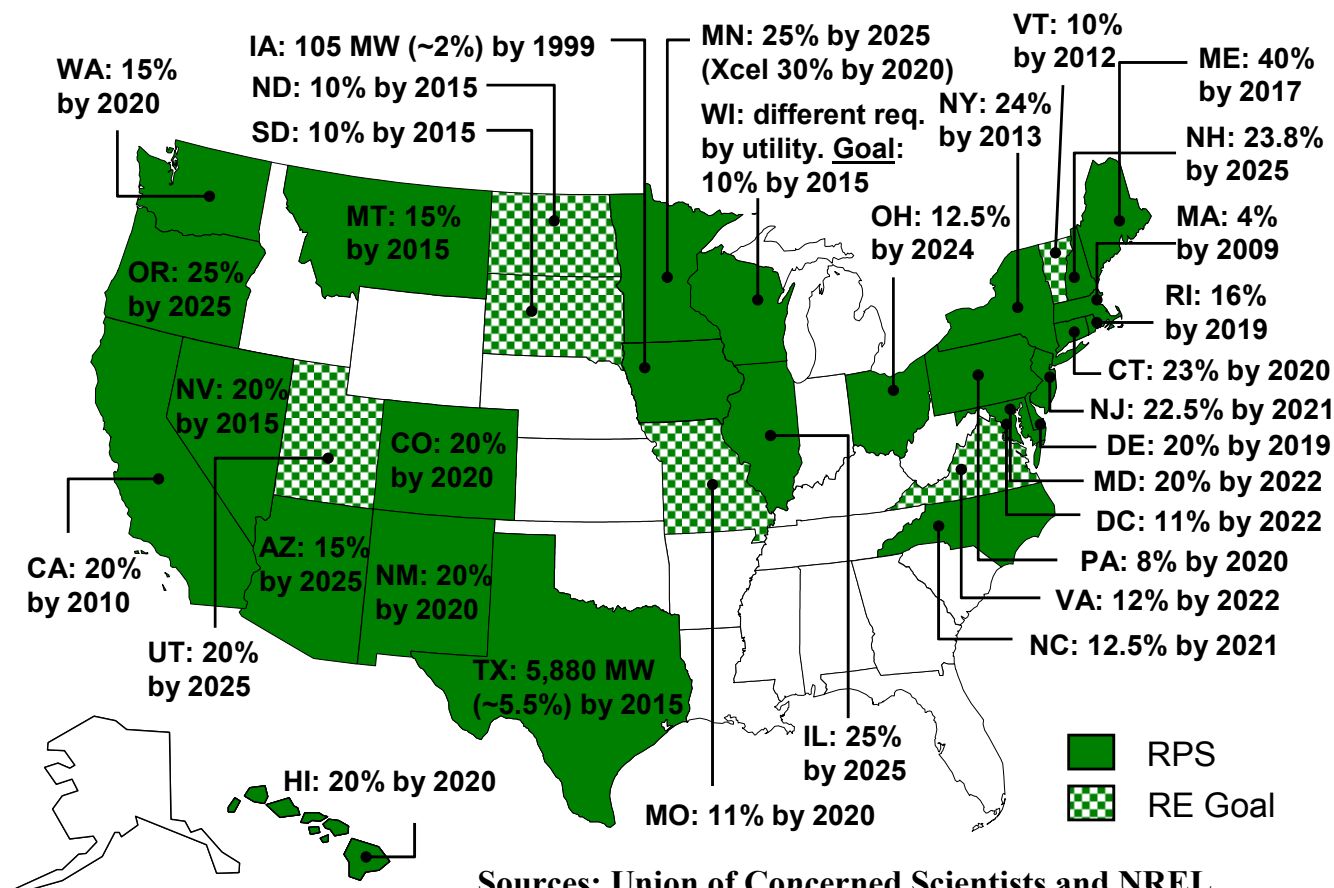 WA: 15%
by 2020
IA: 105 MW (~2%) by 1999
ND: 10% by 2015
SD: 10% by 2015
MN: 25% by 2025
(Xcel 30% by 2020)
WI: different req.
by utility. Goal:
10% by 2015
VT: 10%
by 2012
ME: 40%
by 2017
NY: 24%
by 2013
NH: 23.8%
by 2025
OH: 12.5%
by 2024
MA: 4%
by 2009
RI: 16%
by 2019
MT: 15%
by 2015
OR: 25%
by 2025
NV: 20%
by 2015
CO: 20%
by 2020
CT: 23% by 2020
NJ: 22.5% by 2021
DE: 20% by 2019
MD: 20% by 2022
DC: 11% by 2022
PA: 8% by 2020
VA: 12% by 2022
NC: 12.5% by 2021
CA: 20%
by 2010
AZ: 15%
by 2025
NM: 20%
by 2020
UT: 20%
by 2025
TX: 5,880 MW
(~5.5%) by 2015
IL: 25%
by 2025
MO: 11% by 2020
HI: 20% by 2020
RPS
RE Goal
Sources: Union of Concerned Scientists and NREL